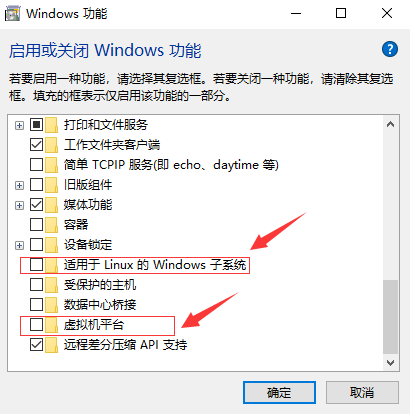 Windows 功能
启用或关闭 Windows 功能
若要启用一种功能，请选择其复选框。若要关闭一种功能，请清除其复选
框。填充的框表示仅启用该功能的一部分。
打印和文件服务
工作文件夹客户端
简单 TCPIP 服务(即 echo、daytime 等)
旧版组件
媒体功能
容器
设备锁定
适用于 Linux 的 Windows 子系统
受保护的主机
数据中心桥接
虚拟机平台
远程差分压缩 API 支持
确定
取消